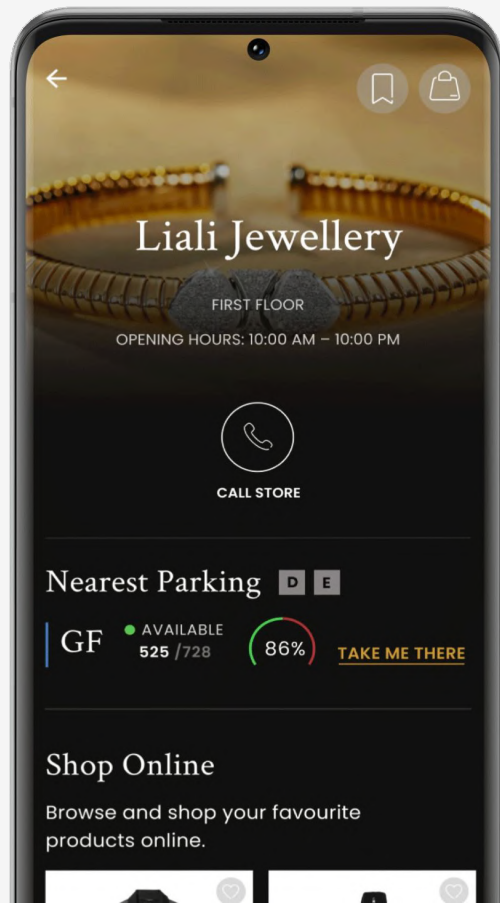 Liali Jewellery
FIRST FLOOR
OPENING HOURS: 10:00 AM – 10:00 PM
CALL STORE
Nearest Parking D E
GF
AVAILABLE
525 /728
86%
TAKE ME THERE
Shop Online
Browse and shop your favourite
products online.